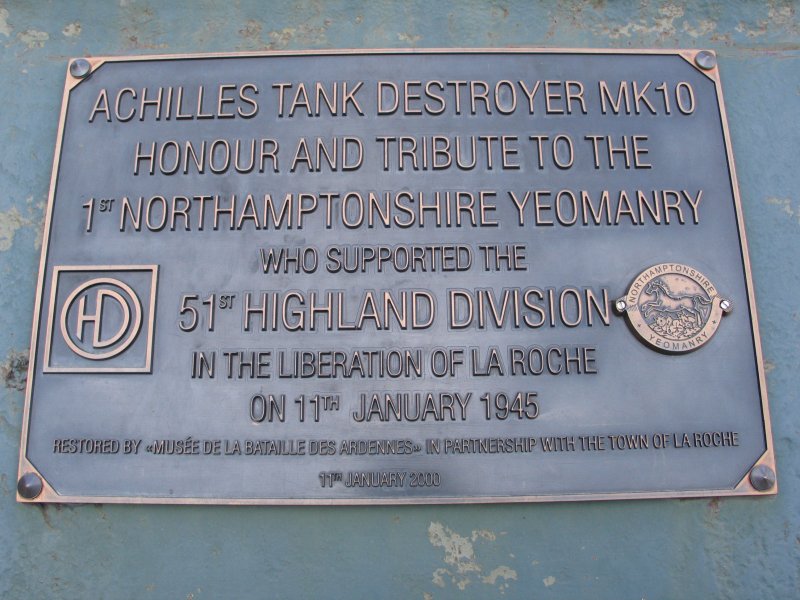 ACHILLES TANK DESTROYER MK10
HONOUR AND TRIBUTE TO THE
1ST NORTHAMPTONSHIRE YEOMANRY
WHO SUPPORTED THE
HD
51ST HIGHLAND DIVISION
NORTHAMPTONSHIRE
YEOMANRY
IN THE LIBERATION OF LA ROCHE
ON 11TH JANUARY 1945
RESTORED BY «MUSÉE DE LA BATAILLE DES ARDENNES» IN PARTNERSHIP WITH THE TOWN OF LA ROCHE
11TH JANUARY 2000